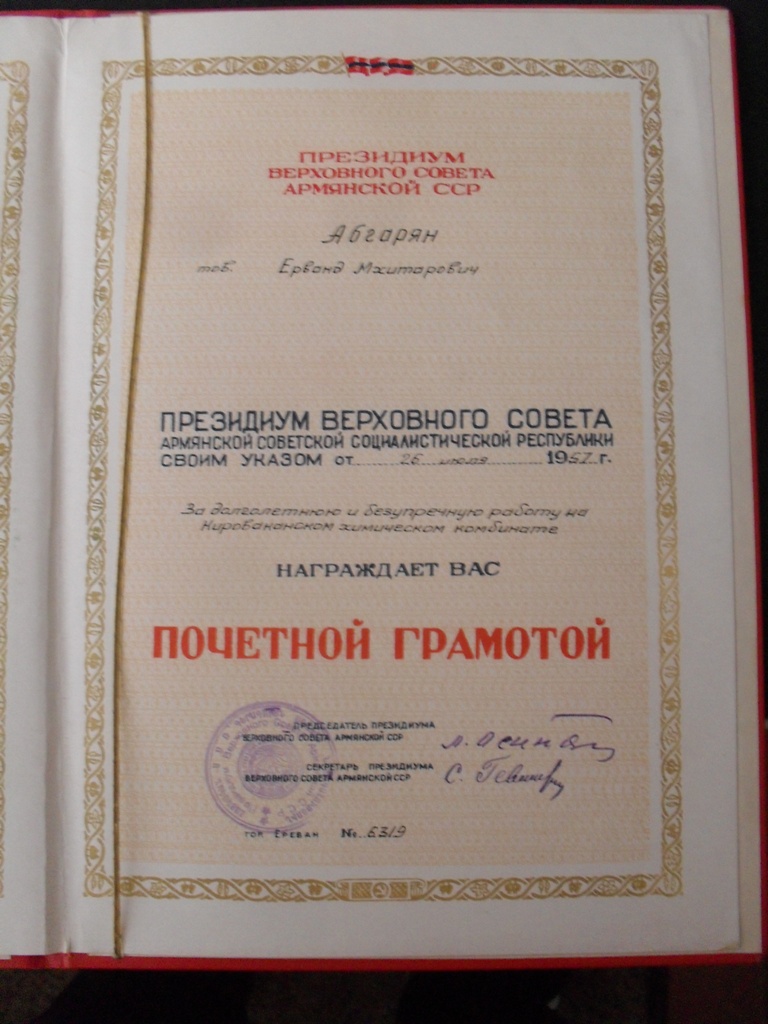 ПРЕЗИДИУМ
ВЕРХОВНОГО СОВЕТА
АРМЯНСКОЙ ССР
Абгарян
тов. Ерванд Мхитарович
ПРЕЗИДИУМ ВЕРХОВНОГО СОВЕТА
АРМЯНСКОЙ СОВЕТСКОЙ СОЦИАЛИСТИЧЕСКОЙ РЕСПУБЛИКИ
СВОИМ УКАЗОМ от 26 июля 1957 г.
За долголетнюю и безупречную работу на
Кироваканском химическом комбинате
НАГРАЖДАЕТ ВАС
ПОЧЕТНОЙ ГРАМОТОЙ
ПРЕДСЕДАТЕЛЬ ПРЕЗИДИУМА
ВЕРХОВНОГО СОВЕТА АРМЯНСКОЙ ССР
СЕКРЕТАРЬ ПРЕЗИДИУМА
ВЕРХОВНОГО СОВЕТА АРМЯНСКОЙ ССР
гор. ЕРЕВАН № 6319